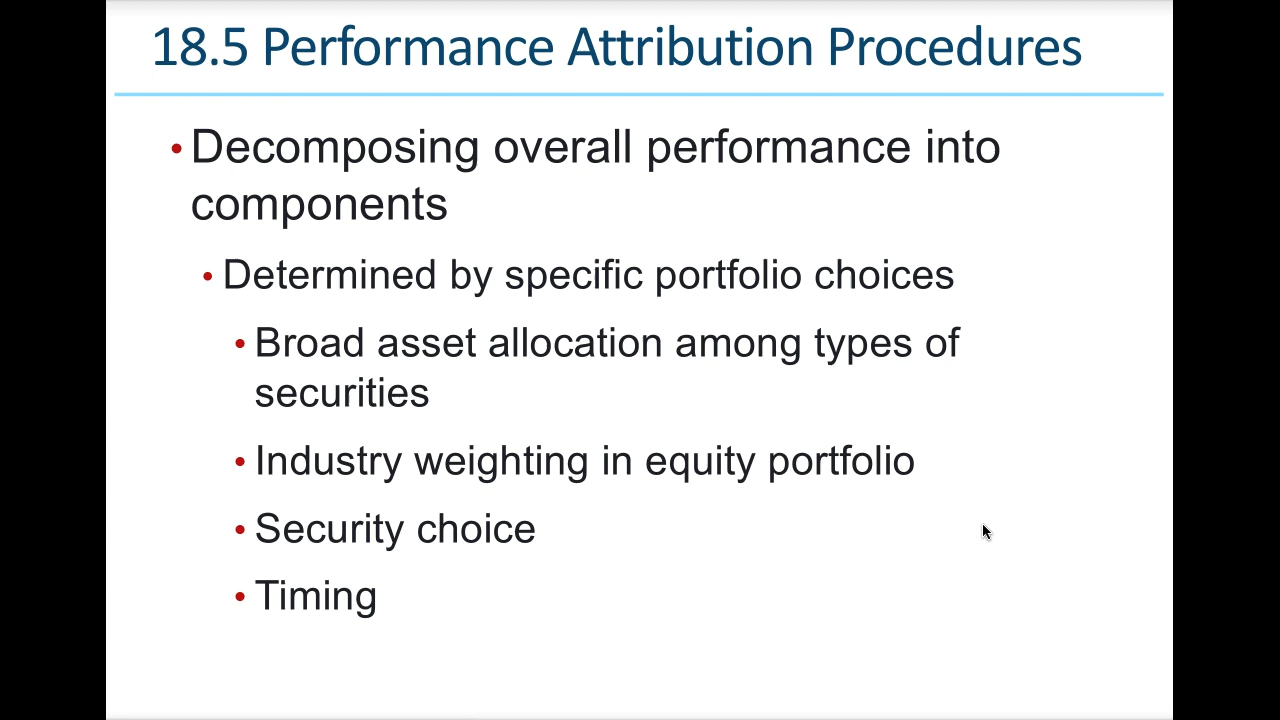 18.5 Performance Attribution Procedures
• Decomposing overall performance into
components
• Determined by specific portfolio choices
• Broad asset allocation among types of
securities
• Industry weighting in equity portfolio
• Security choice
• Timing